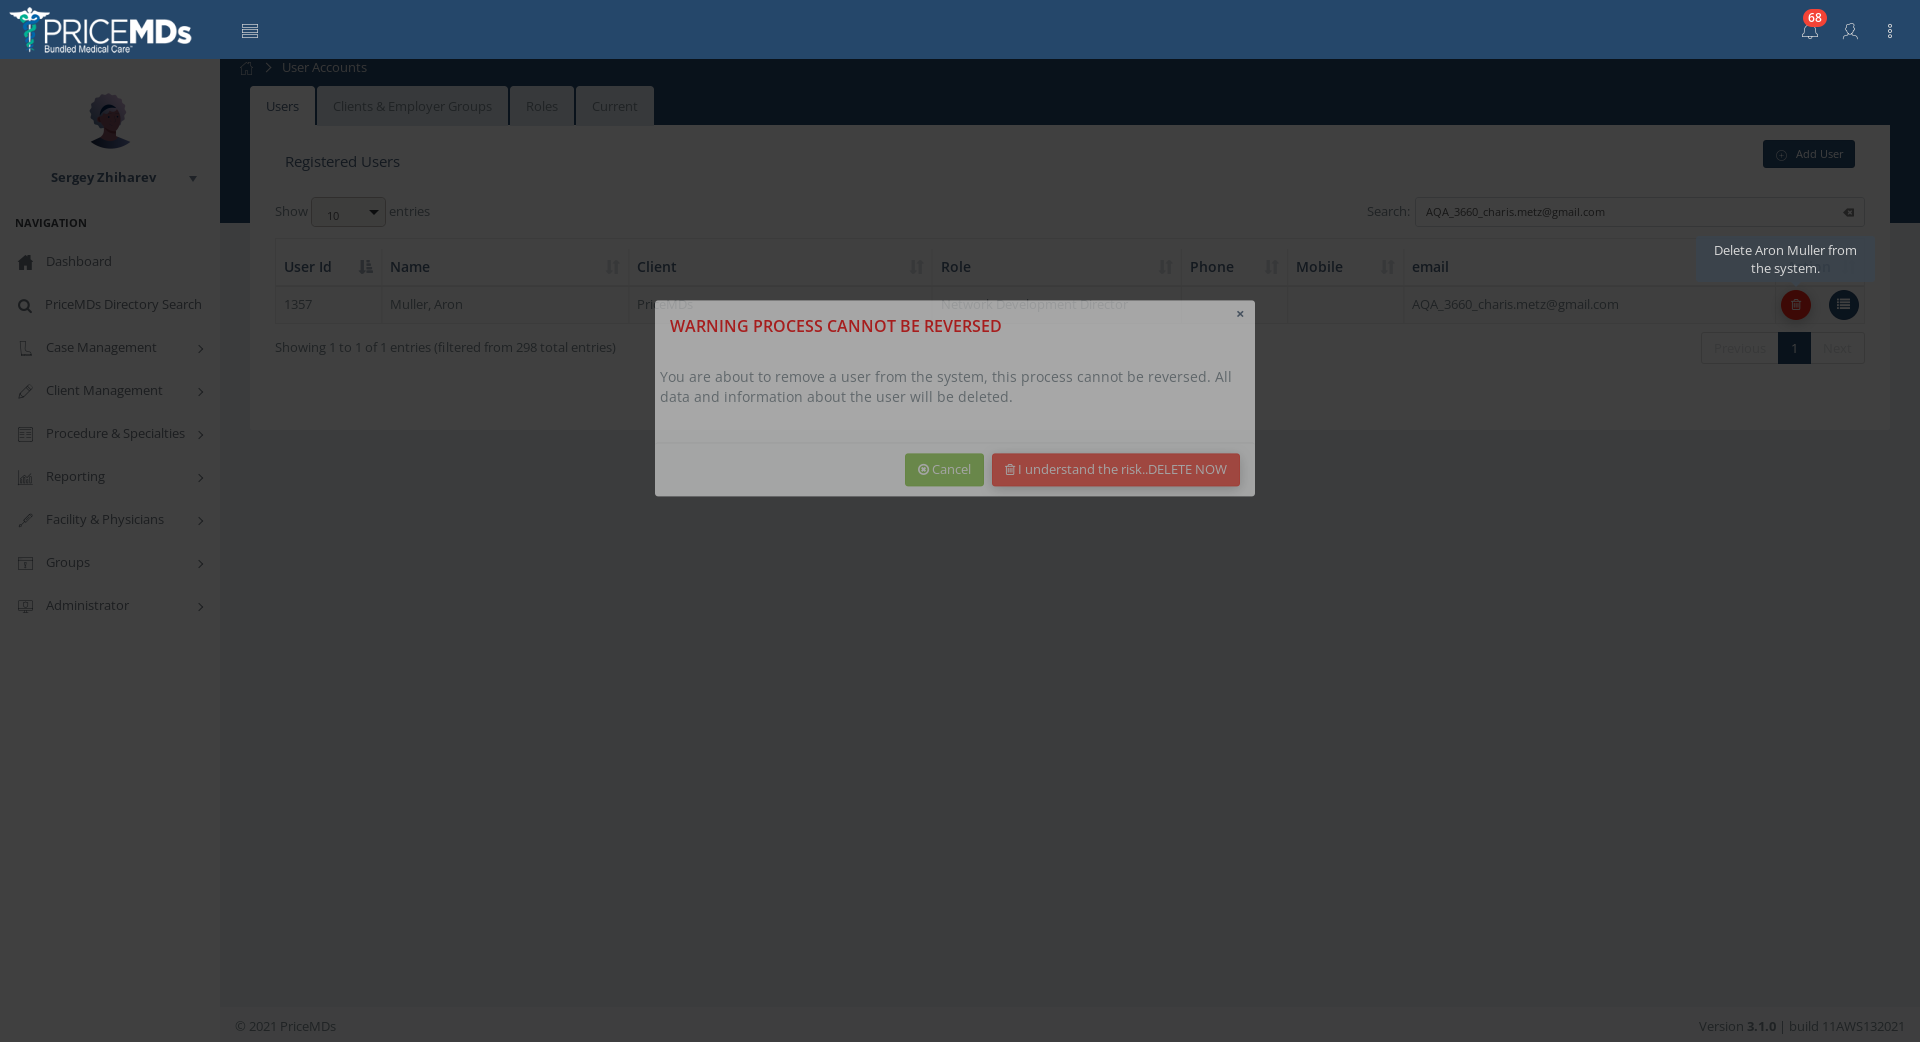 PRICEMDs
Bundled Medical Care
68
User Accounts
Users
Clients & Employer Groups
Roles
Current
Sergey Zhiharev
Registered Users
Add User
Show 10 entries
Search: AQA_3660_charis.metz@gmail.com
NAVIGATION
Dashboard
PriceMDs Directory Search
Case Management
Client Management
Procedure & Specialties
Reporting
Facility & Physicians
Groups
Administrator
Delete Aron Muller from
the system.
User Id Name Client Role Phone Mobile email
1357 Muller, Aron PriceMDs Network Development Director AQA_3660_charis.metz@gmail.com
Showing 1 to 1 of 1 entries (filtered from 298 total entries)
Previous 1 Next
×
WARNING PROCESS CANNOT BE REVERSED
You are about to remove a user from the system, this process cannot be reversed. All
data and information about the user will be deleted.
Cancel
I understand the risk..DELETE NOW
© 2021 PriceMDs
Version 3.1.0 | build 11AWS132021